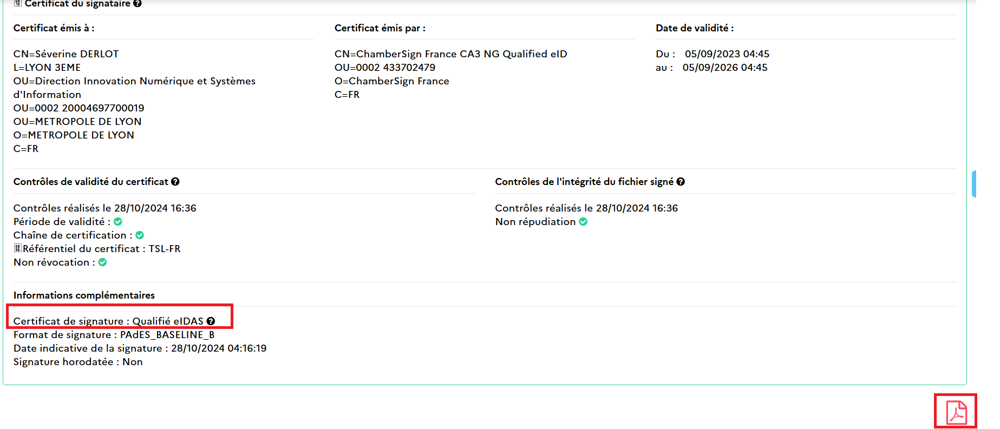 Certificat du signataire
Certificat émis à :
CN=Séverine DERLOT
L=LYON 3EME
OU=Direction Innovation Numérique et Systèmes
d'Information
OU=0002 20004697700019
OU=METROPOLE DE LYON
O=METROPOLE DE LYON
C=FR
Certificat émis par :
CN=ChamberSign France CA3 NG Qualified eID
OU=0002 433702479
O=ChamberSign France
C=FR
Date de validité :
Du : 05/09/2023 04:45
au : 05/09/2026 04:45
Contrôles de validité du certificat
Contrôles réalisés le 28/10/2024 16:36
Période de validité :
Chaîne de certification :
Référentiel du certificat : TSL-FR
Non révocation :
Contrôles de l'intégrité du fichier signé
Contrôles réalisés le 28/10/2024 16:36
Non répudiation
Informations complémentaires
Certificat de signature : Qualifié eIDAS
Format de signature : PAdES_BASELINE_B
Date indicative de la signature : 28/10/2024 04:16:19
Signature horodatée : Non